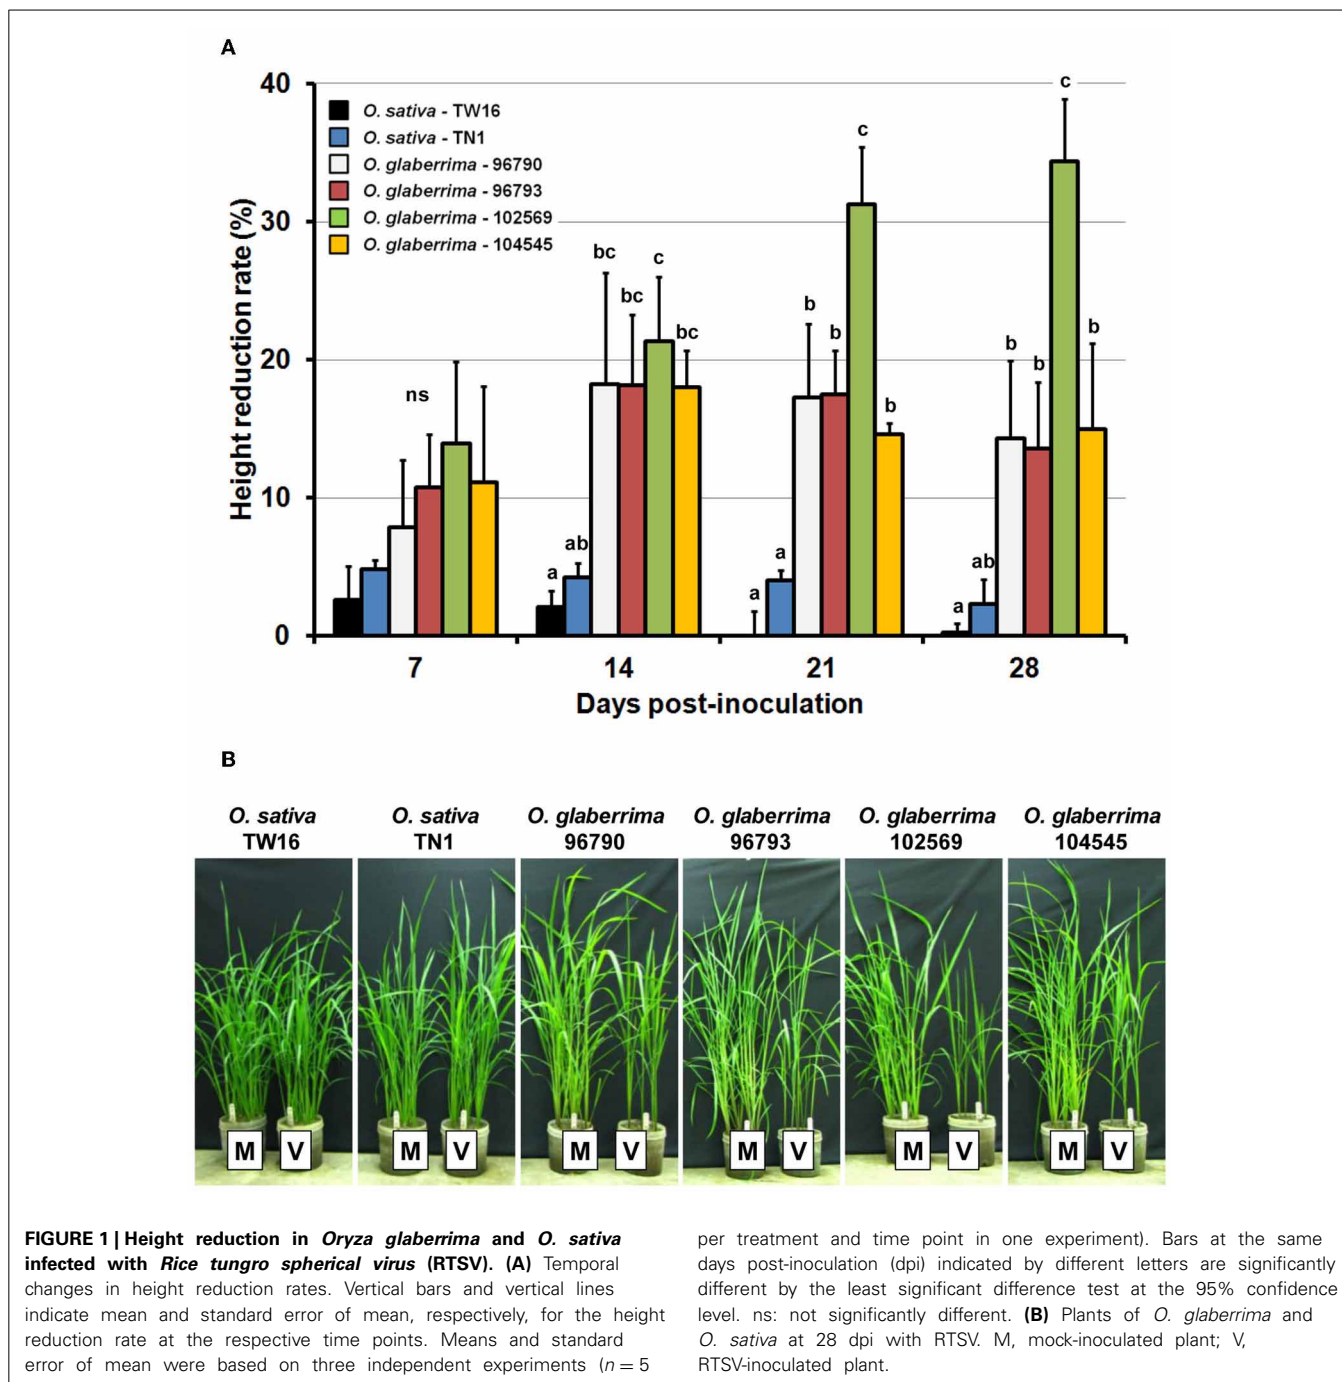 A
40
30
20
10
0
Height reduction rate (%)
O. sativa - TW16
O. sativa - TN1
O. glaberrima - 96790
O. glaberrima - 96793
O. glaberrima - 102569
O. glaberrima - 104545
ns
a
ab
bc
bc
c
bc
a
a
b
b
c
b
a
ab
b
b
c
b
7
14
21
28
Days post-inoculation
B
O. sativa
TW16
O. sativa
TN1
O. glaberrima
96790
O. glaberrima
96793
O. glaberrima
102569
O. glaberrima
104545
M V
M V
M V
M V
M V
M V
FIGURE 1 | Height reduction in Oryza glaberrima and O. sativa
infected with Rice tungro spherical virus (RTSV). (A) Temporal
changes in height reduction rates. Vertical bars and vertical lines
indicate mean and standard error of mean, respectively, for the height
reduction rate at the respective time points. Means and standard
error of mean were based on three independent experiments (n = 5
per treatment and time point in one experiment). Bars at the same
days post-inoculation (dpi) indicated by different letters are significantly
different by the least significant difference test at the 95% confidence
level. ns: not significantly different. (B) Plants of O. glaberrima and
O. sativa at 28 dpi with RTSV. M, mock-inoculated plant; V,
RTSV-inoculated plant.